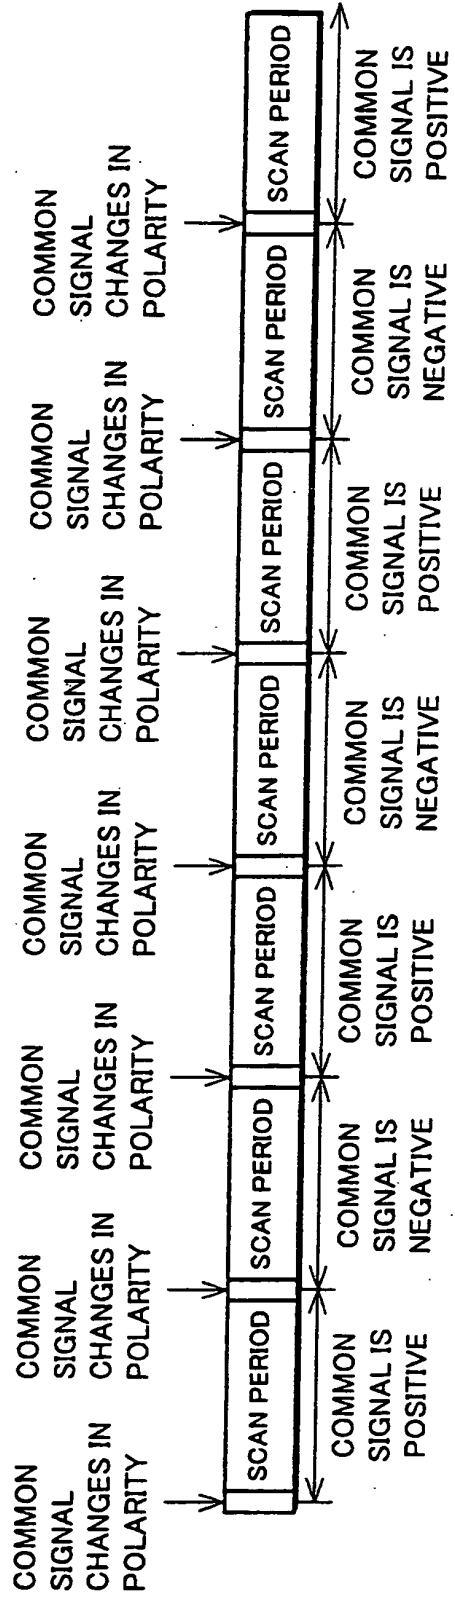 COMMON
SIGNAL
CHANGES IN
POLARITY
COMMON
SIGNAL
CHANGES IN
POLARITY
COMMON
SIGNAL
CHANGES IN
POLARITY
COMMON
SIGNAL
CHANGES IN
POLARITY
COMMON
SIGNAL
CHANGES IN
POLARITY
COMMON
SIGNAL
CHANGES IN
POLARITY
COMMON
SIGNAL
CHANGES IN
POLARITY
SCAN PERIOD
SCAN PERIOD
SCAN PERIOD
SCAN PERIOD
SCAN PERIOD
SCAN PERIOD
SCAN PERIOD
COMMON
SIGNAL IS
POSITIVE
COMMON
SIGNAL IS
NEGATIVE
COMMON
SIGNAL IS
POSITIVE
COMMON
SIGNAL IS
NEGATIVE
COMMON
SIGNAL IS
POSITIVE
COMMON
SIGNAL IS
NEGATIVE
COMMON
SIGNAL IS
POSITIVE